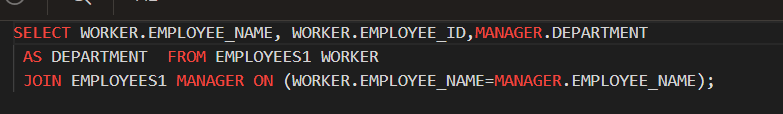 SELECT WORKER.EMPLOYEE_NAME, WORKER.EMPLOYEE_ID,MANAGER.DEPARTMENT
AS DEPARTMENT  FROM EMPLOYEES1 WORKER
JOIN EMPLOYEES1 MANAGER ON (WORKER.EMPLOYEE_NAME=MANAGER.EMPLOYEE_NAME);